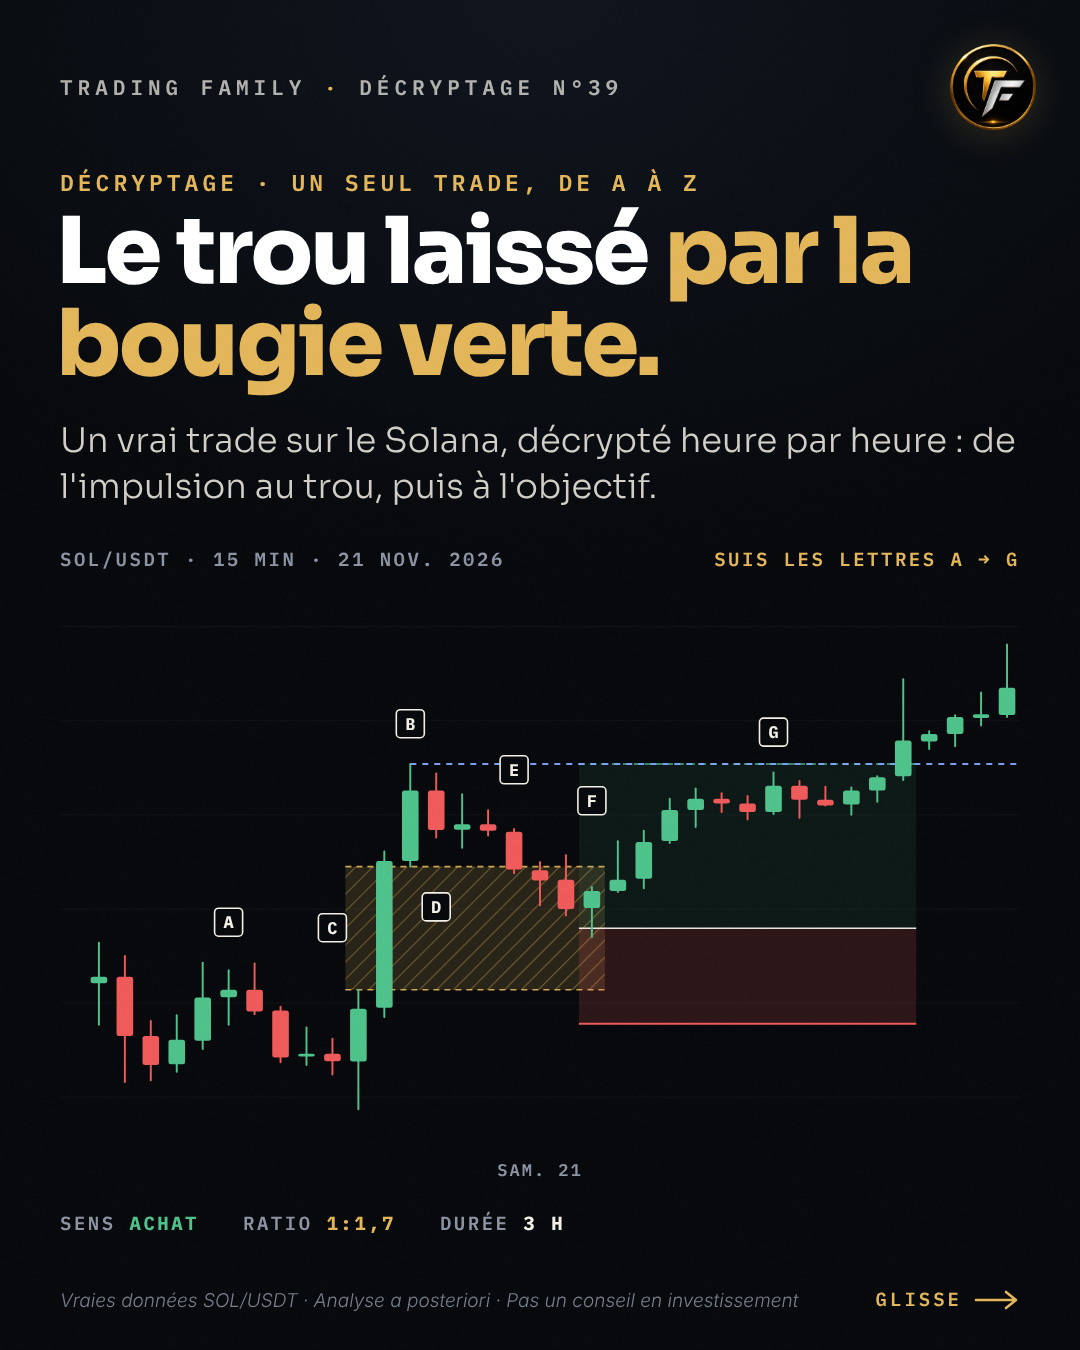 TRADING FAMILY · DÉCRYPTAGE N°39
TF
DÉCRYPTAGE · UN SEUL TRADE, DE A À Z
Le trou laissé par la
bougie verte.
Un vrai trade sur le Solana, décrypté heure par heure : de
l'impulsion au trou, puis à l'objectif.
SOL/USDT · 15 MIN · 21 NOV. 2026
SUIS LES LETTRES A → G
B
G
E
F
D
A
C
SAM. 21
SENS ACHAT RATIO 1:1,7 DURÉE 3 H
Vraies données SOL/USDT · Analyse a posteriori · Pas un conseil en investissement
GLISSE →